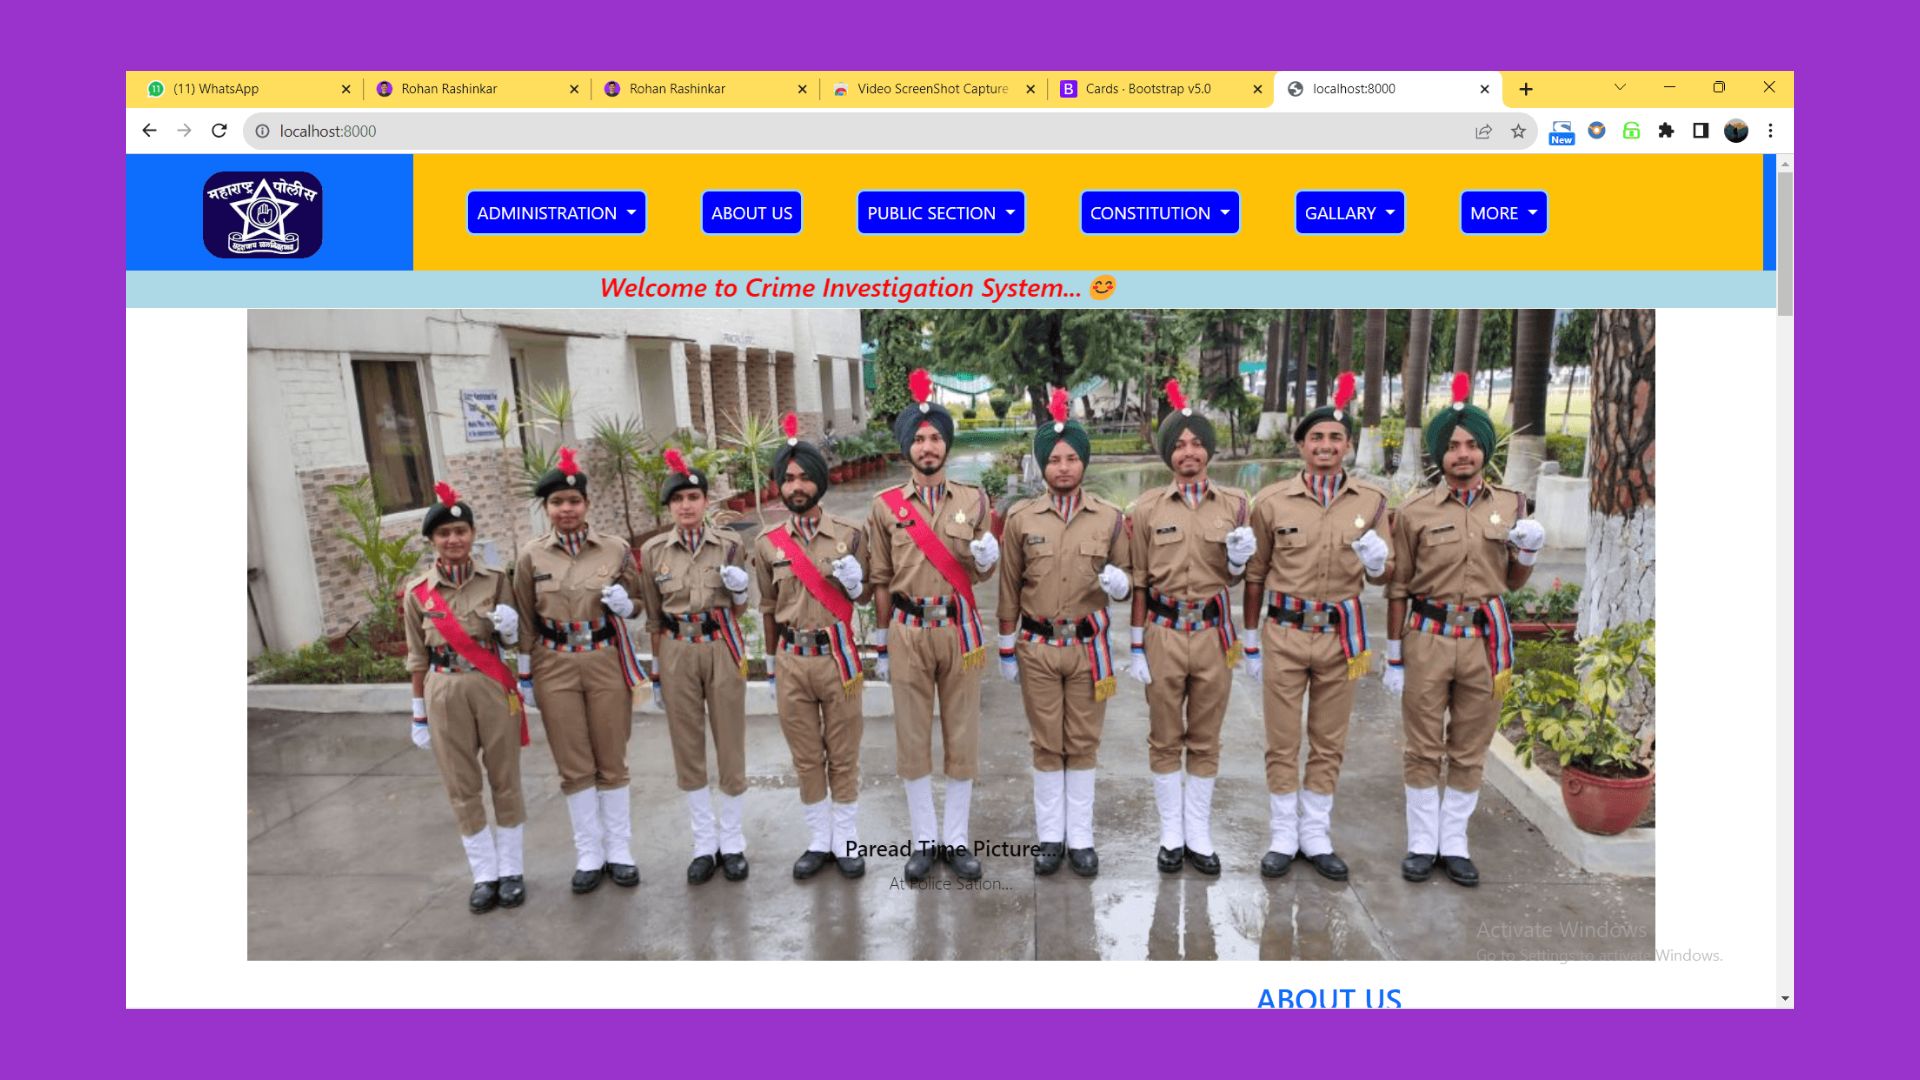 (11) WhatsApp
Rohan Rashinkar
Rohan Rashinkar
Video ScreenShot Capture
Cards · Bootstrap v5.0
localhost:8000
localhost:8000
New
महाराष्ट्र पोलीस
ADMINISTRATION
ABOUT US
PUBLIC SECTION
CONSTITUTION
GALLARY
MORE
Welcome to Crime Investigation System... 😊
Paread Time Picture...
At Police Sation...
Activate Windows
Go to Settings to activate Windows.
ABOUT US